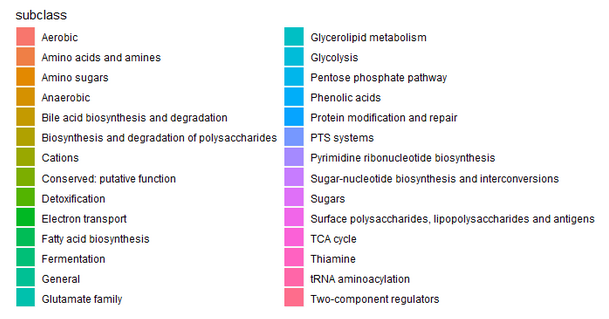 subclass
Aerobic
Amino acids and amines
Amino sugars
Anaerobic
Bile acid biosynthesis and degradation
Biosynthesis and degradation of polysaccharides
Cations
Conserved: putative function
Detoxification
Electron transport
Fatty acid biosynthesis
Fermentation
General
Glutamate family
Glycerolipid metabolism
Glycolysis
Pentose phosphate pathway
Phenolic acids
Protein modification and repair
PTS systems
Pyrimidine ribonucleotide biosynthesis
Sugar-nucleotide biosynthesis and interconversions
Sugars
Surface polysaccharides, lipopolysaccharides and antigens
TCA cycle
Thiamine
tRNA aminoacylation
Two-component regulators